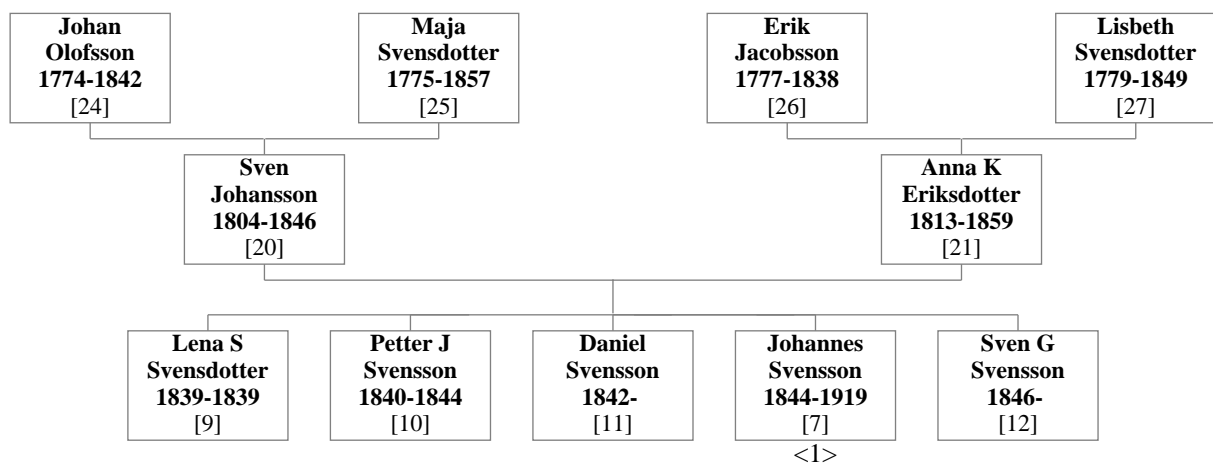 Johan
Olofsson
1774-1842
[24]
Maja
Svensdotter
1775-1857
[25]
Erik
Jacobsson
1777-1838
[26]
Lisbeth
Svensdotter
1779-1849
[27]
Sven
Johansson
1804-1846
[20]
Anna K
Eriksdotter
1813-1859
[21]
Lena S
Svensdotter
1839-1839
[9]
Petter J
Svensson
1840-1844
[10]
Daniel
Svensson
1842-
[11]
Johannes
Svensson
1844-1919
[7]
<1>
Sven G
Svensson
1846-
[12]